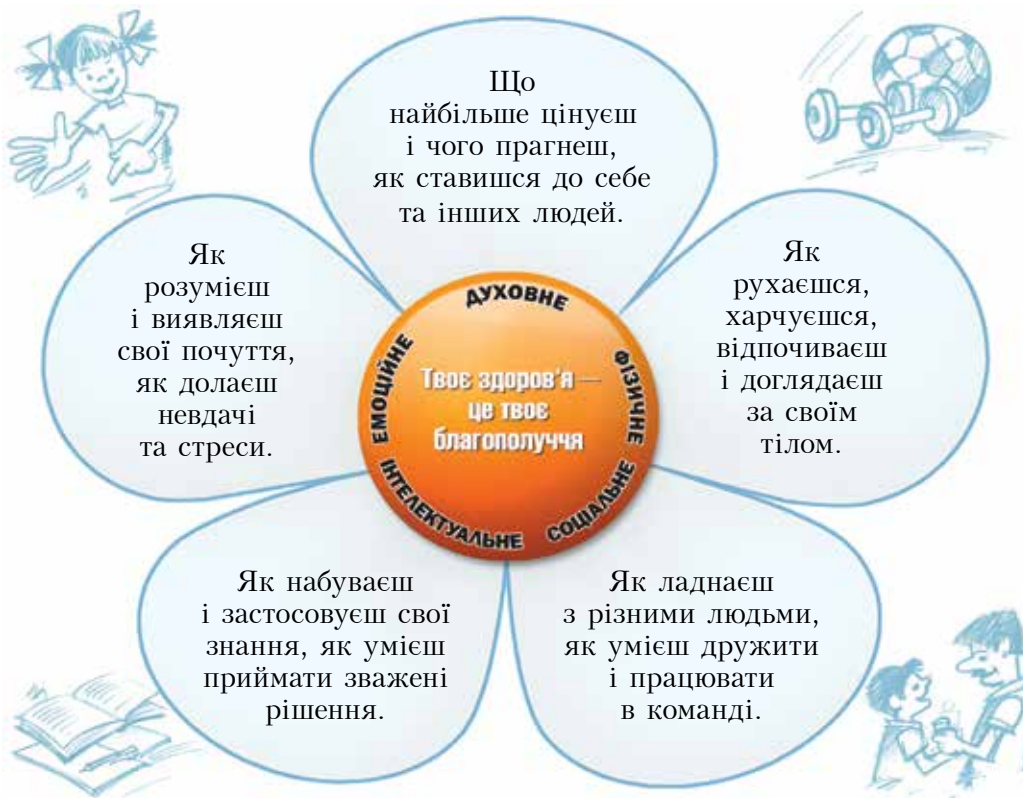 Що
найбільше цінуєш
і чого прагнеш,
як ставишся до себе
та інших людей.
Як
розумієш
і виявляєш
свої почуття,
як долаєш
невдачі
та стреси.
Як
рухаєшся,
харчуєшся,
відпочиваєш
і доглядаєш
за своїм
тілом.
ДУХОВНЕ
ЕМОЦІЙНЕ
ФІЗИЧНЕ
Твоє здоров'я —
це твоє
благополуччя
ІНТЕЛЕКТУАЛЬНЕ
СОЦІАЛЬНЕ
Як набуваєш
і застосовуєш свої
знання, як умієш
приймати зважені
рішення.
Як ладнаєш
з різними людьми,
як умієш дружити
і працювати
в команді.